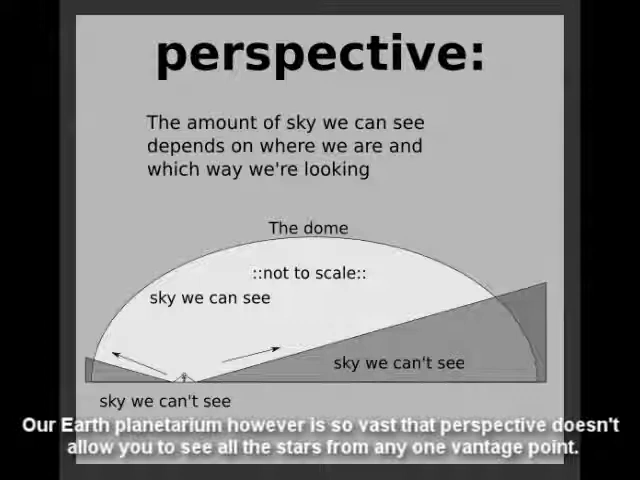 perspective:
The amount of sky we can see
depends on where we are and
which way we're looking
The dome
::not to scale::
sky we can see
sky we can't see
sky we can't see
Our Earth planetarium however is so vast that perspective doesn't
allow you to see all the stars from any one vantage point.